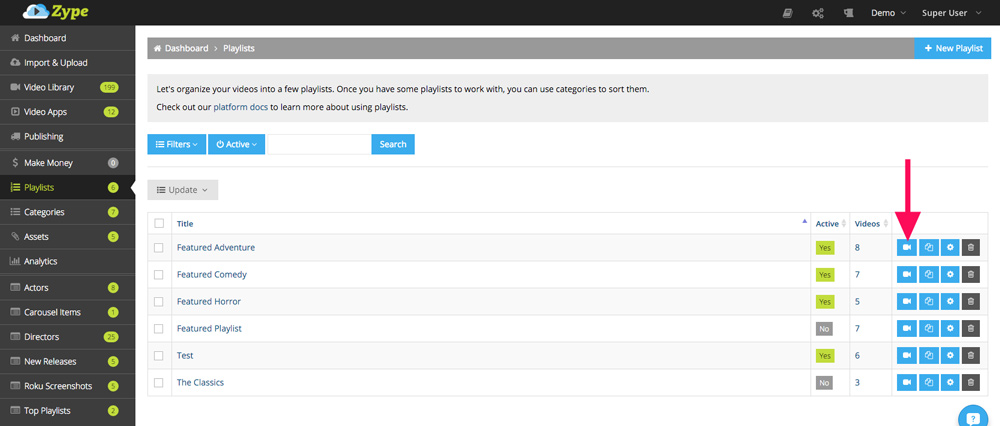 Zype
Demo
Super User
Dashboard
Import & Upload
Video Library 199
Video Apps 12
Publishing
$ Make Money 0
Playlists 6
Categories 7
Assets 5
Analytics
Actors 8
Carousel Items 1
Directors 25
New Releases 5
Roku Screenshots 5
Top Playlists 2
Dashboard > Playlists
+ New Playlist
Let's organize your videos into a few playlists. Once you have some playlists to work with, you can use categories to sort them.
Check out our platform docs to learn more about using playlists.
Filters
Active
Search
Update
Title Active Videos
Featured Adventure Yes 8
Featured Comedy Yes 7
Featured Horror Yes 5
Featured Playlist No 7
Test Yes 6
The Classics No 3
?